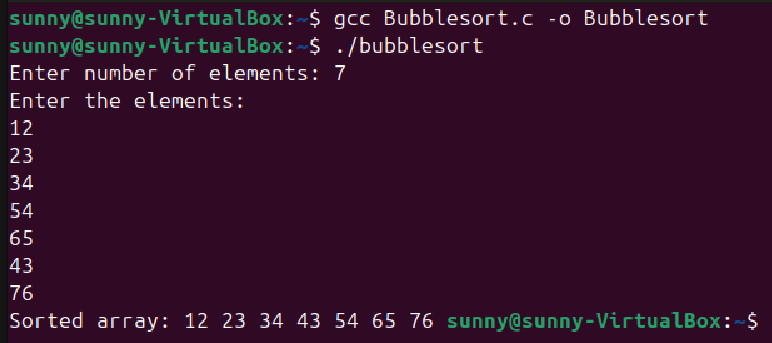 sunny@sunny-VirtualBox:~$ gcc Bubblesort.c -o Bubblesort
sunny@sunny-VirtualBox:~$ ./bubblesort
Enter number of elements: 7
Enter the elements:
12
23
34
54
65
43
76
Sorted array: 12 23 34 43 54 65 76 sunny@sunny-VirtualBox:~$